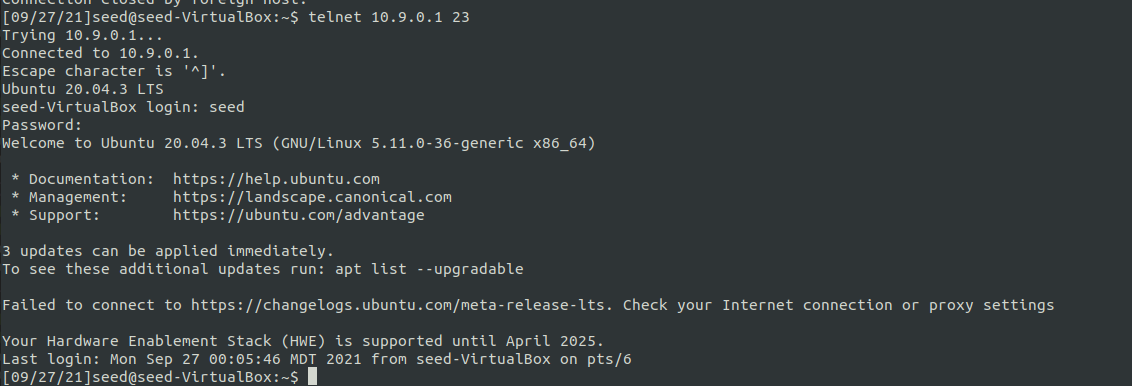 Connection closed by foreign host.
[09/27/21]seed@seed-VirtualBox:~$ telnet 10.9.0.1 23
Trying 10.9.0.1...
Connected to 10.9.0.1.
Escape character is '^]'.
Ubuntu 20.04.3 LTS
seed-VirtualBox login: seed
Password:
Welcome to Ubuntu 20.04.3 LTS (GNU/Linux 5.11.0-36-generic x86_64)
 * Documentation:  https://help.ubuntu.com
 * Management:     https://landscape.canonical.com
 * Support:        https://ubuntu.com/advantage
3 updates can be applied immediately.
To see these additional updates run: apt list --upgradable
Failed to connect to https://changelogs.ubuntu.com/meta-release-lts. Check your Internet connection or proxy settings
Your Hardware Enablement Stack (HWE) is supported until April 2025.
Last login: Mon Sep 27 00:05:46 MDT 2021 from seed-VirtualBox on pts/6
[09/27/21]seed@seed-VirtualBox:~$